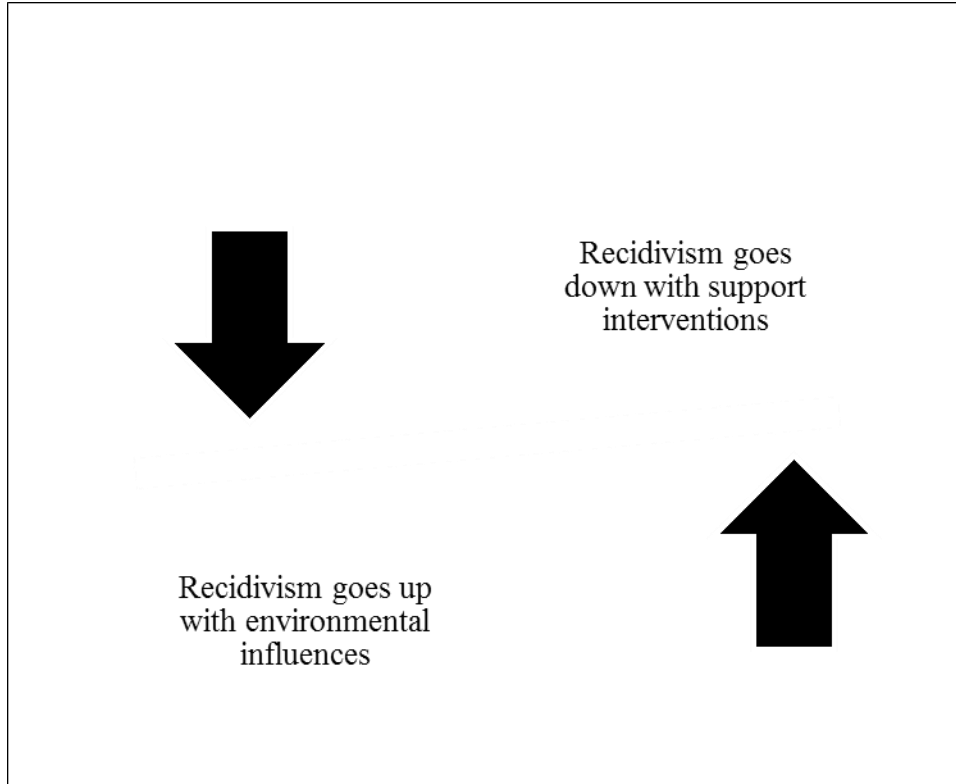 Recidivism goes
down with support
interventions
Recidivism goes up
with environmental
influences